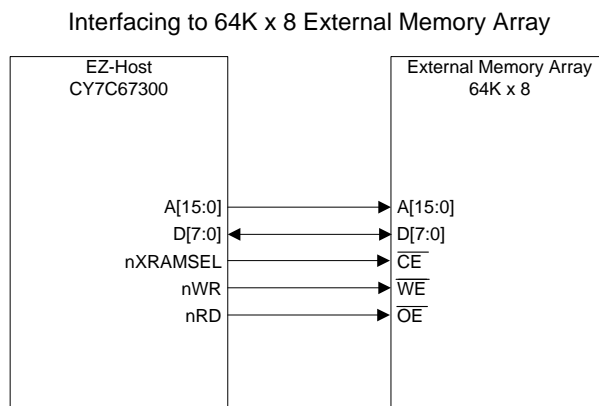 Interfacing to 64K x 8 External Memory Array
EZ-Host
CY7C67300
External Memory Array
64K x 8
A[15:0]
A[15:0]
D[7:0]
D[7:0]
nXRAMSEL
CE
nWR
WE
nRD
OE